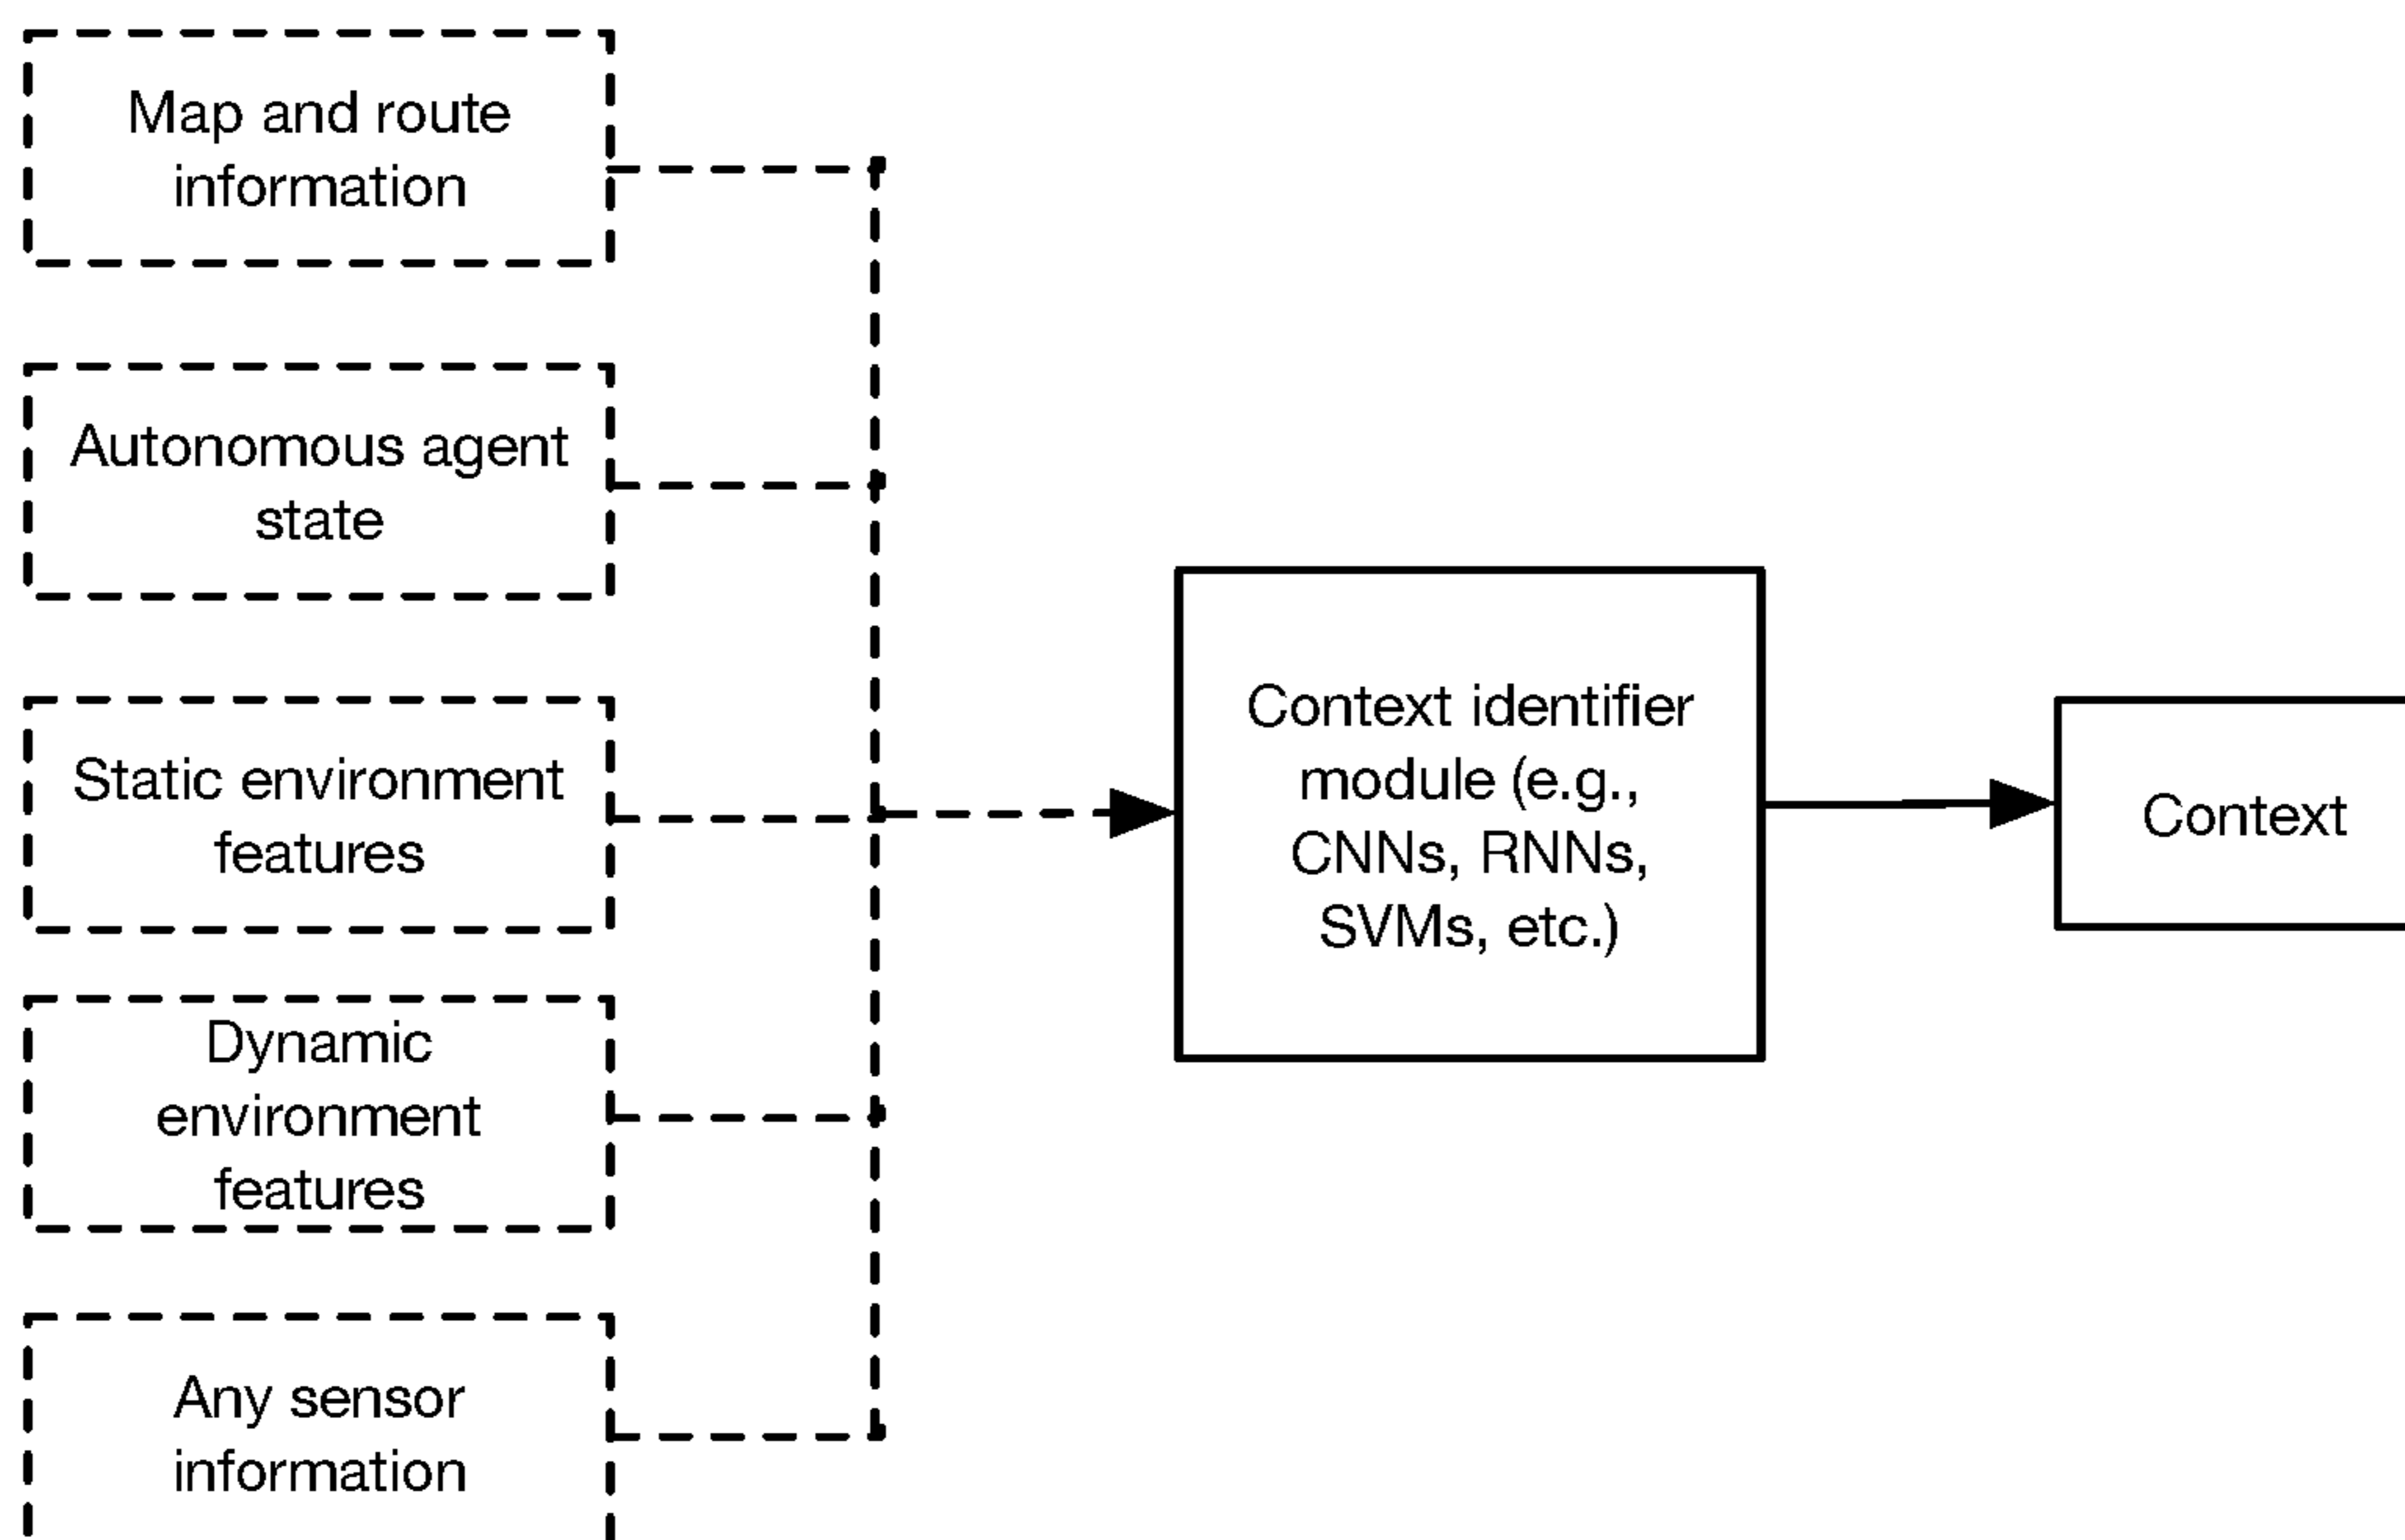 Map and route
information
Autonomous agent
state
Static environment
features
Dynamic
environment
features
Any sensor
information
Context identifier
module (e.g.,
CNNs, RNNs,
SVMs, etc.)
Context